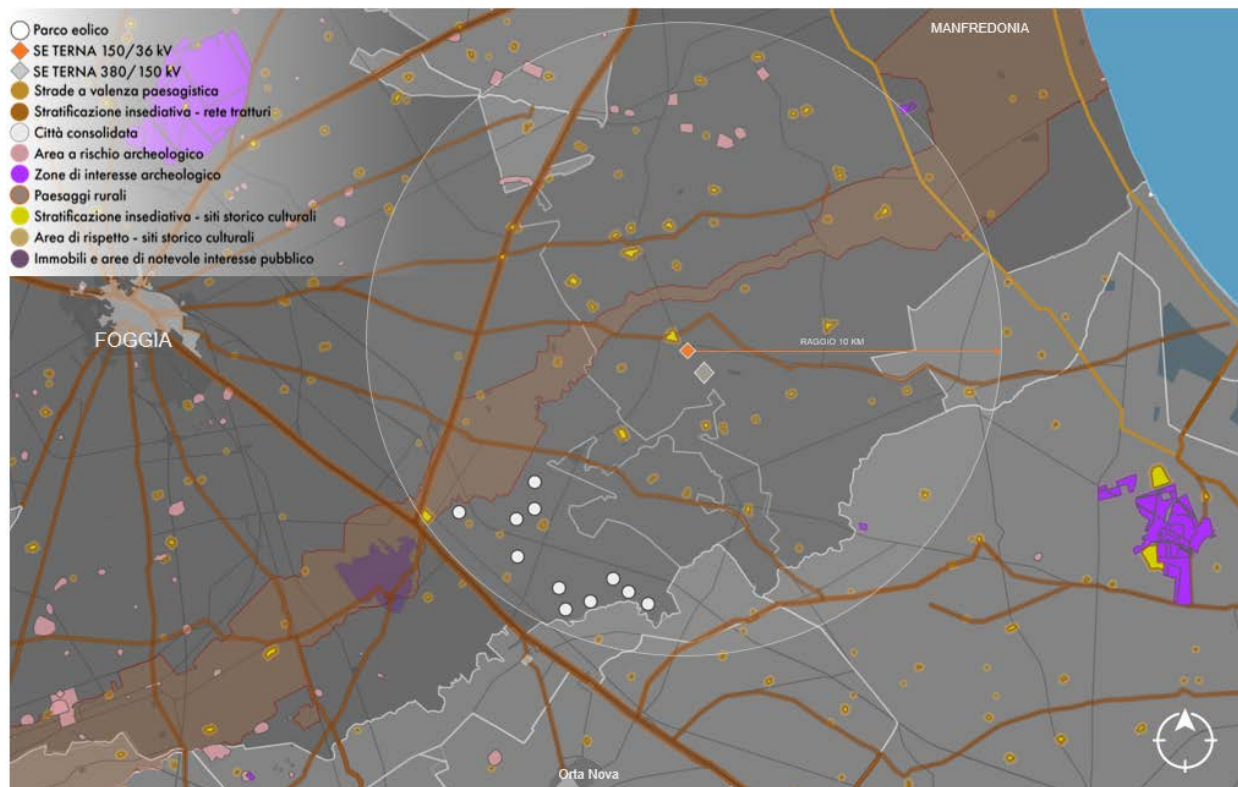 Parco eolico
SE TERNA 150/36 kV
SE TERNA 380/150 kV
Strade a valenza paesagistica
Stratificazione insediativa - rete tratturi
Città consolidata
Area a rischio archeologico
Zone di interesse archeologico
Paesaggi rurali
Stratificazione insediativa - siti storico culturali
Area di rispetto - siti storico culturali
Immobili e aree di notevole interesse pubblico
MANFREDONIA
FOGGIA
RAGGIO 10 KM
Orta Nova